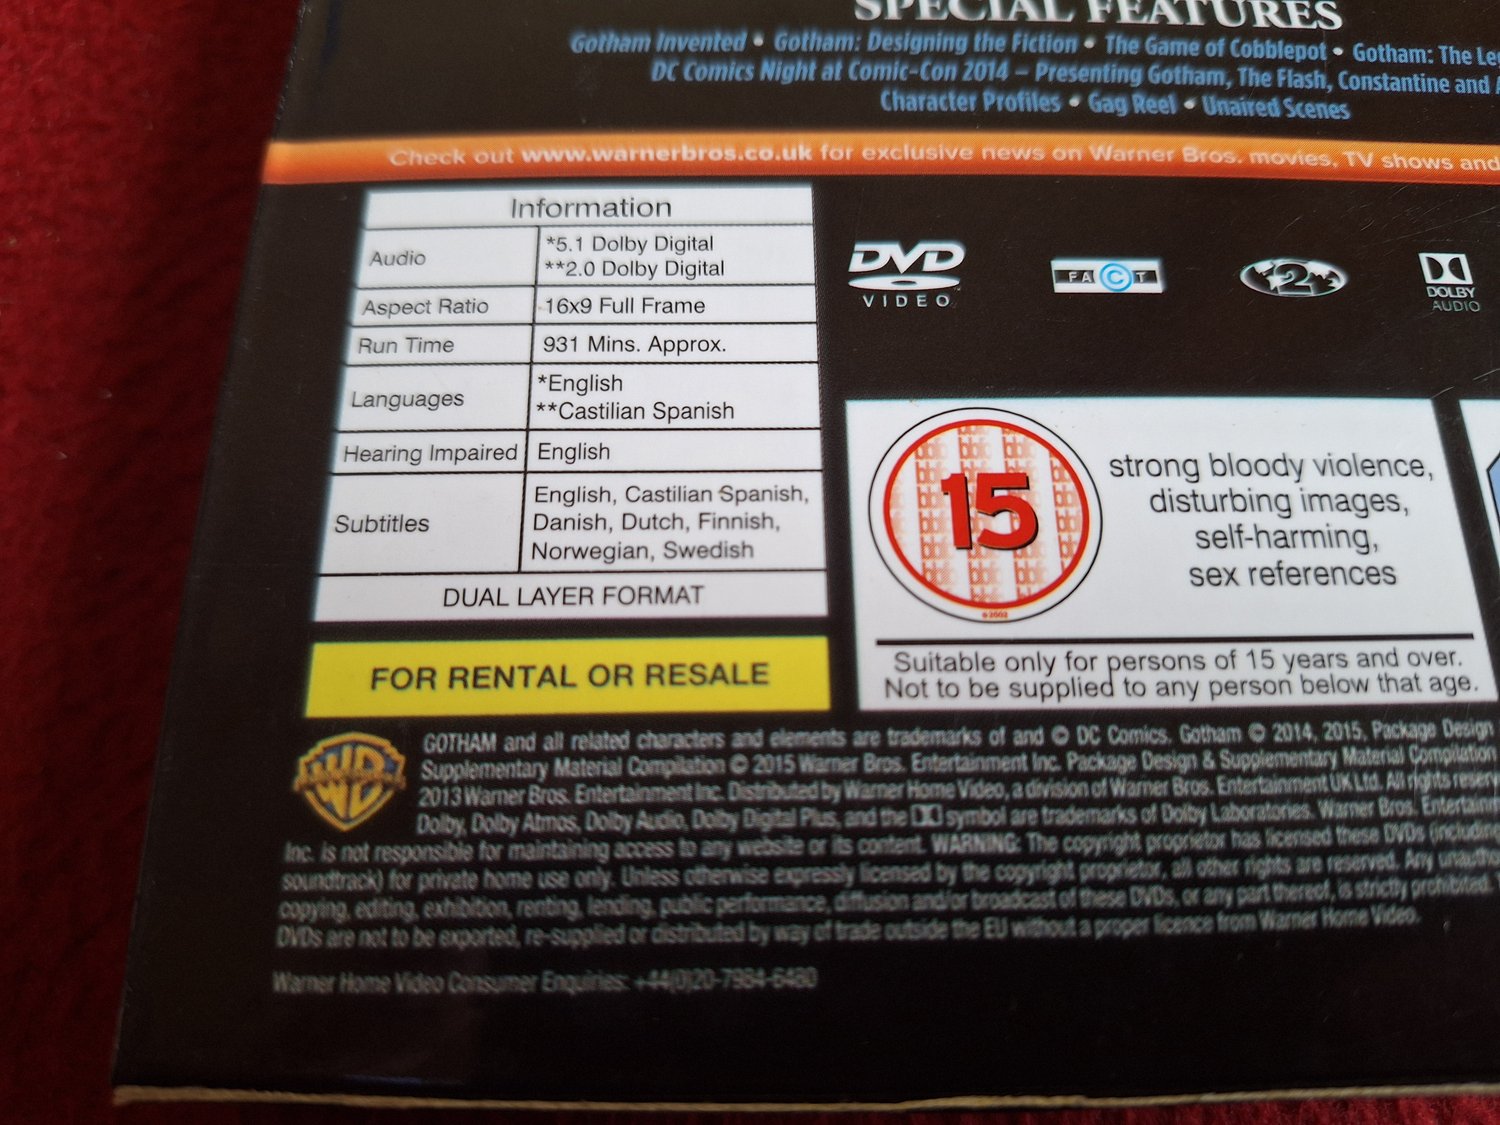 SPECIAL FEATURES
Gotham Invented • Gotham: Designing the Fiction • The Game of Cobblepot • Gotham: The Le
DC Comics Night at Comic-Con 2014 – Presenting Gotham, The Flash, Constantine and A
Character Profiles • Gag Reel • Unaired Scenes
Check out www.warnerbros.co.uk for exclusive news on Warner Bros. movies, TV shows and
Information
Audio
*5.1 Dolby Digital
**2.0 Dolby Digital
Aspect Ratio
16x9 Full Frame
Run Time
931 Mins. Approx.
Languages
*English
**Castilian Spanish
Hearing Impaired
English
Subtitles
English, Castilian Spanish,
Danish, Dutch, Finnish,
Norwegian, Swedish
DUAL LAYER FORMAT
FOR RENTAL OR RESALE
DVD
VIDEO
FACT
2
DOLBY
AUDIO
15
strong bloody violence,
disturbing images,
self-harming,
sex references
Suitable only for persons of 15 years and over.
Not to be supplied to any person below that age.
GOTHAM and all related characters and elements are trademarks of and © DC Comics. Gotham © 2014, 2015, Package Design
Supplementary Material Compilation © 2015 Warner Bros. Entertainment Inc. Package Design & Supplementary Material Compilation
2013 Warner Bros. Entertainment Inc. Distributed by Warner Home Video, a division of Warner Bros. Entertainment UK Ltd. All rights reserv
Dolby, Dolby Atmos, Dolby Audio, Dolby Digital Plus, and the symbol are trademarks of Dolby Laboratories. Warner Bros. Entertainm
Inc. is not responsible for maintaining access to any website or its content. WARNING: The copyright proprietor has licensed these DVDs (includin
soundtrack) for private home use only. Unless otherwise expressly licensed by the copyright proprietor, all other rights are reserved. Any unautho
copying, editing, exhibition, renting, lending, public performance, diffusion and/or broadcast of these DVDs, or any part thereof, is strictly prohibited.
DVDs are not to be exported, re-supplied or distributed by way of trade outside the EU without a proper licence from Warner Home Video.
Warner Home Video Consumer Enquiries: +44(0)20-7984-6480